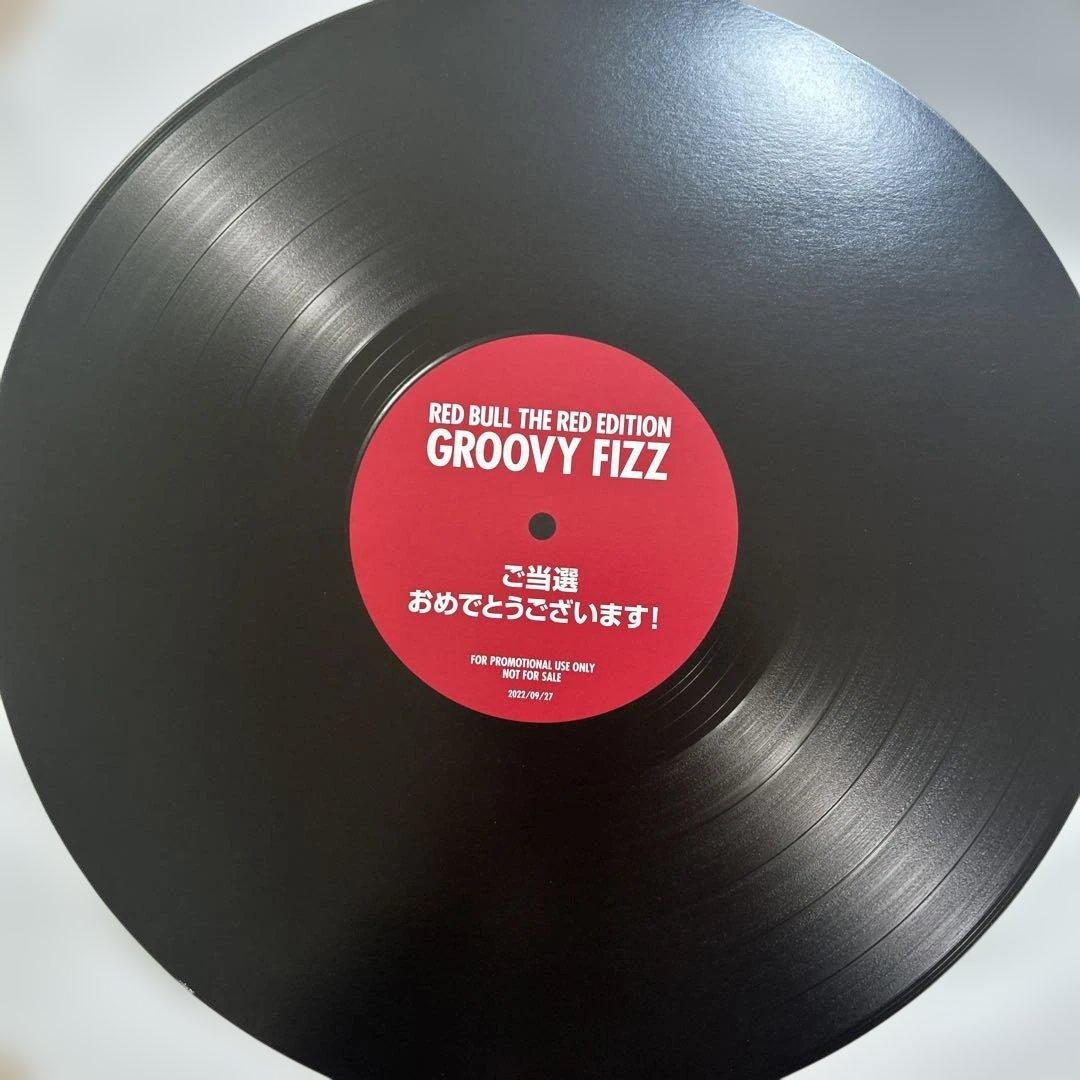 RED BULL THE RED EDITION
GROOVY FIZZ
ご当選
おめでとうございます!
FOR PROMOTIONAL USE ONLY
NOT FOR SALE
2022/09/27